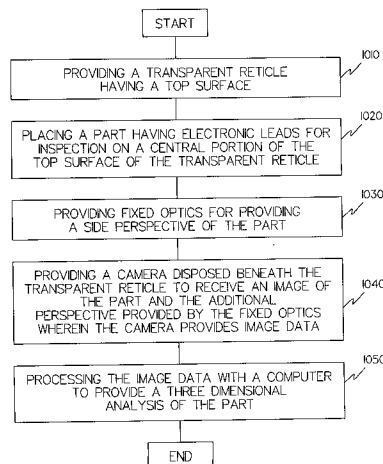 START
1010
PROVIDING A TRANSPARENT RETICLE
HAVING A TOP SURFACE
1020
PLACING A PART HAVING ELECTRONIC LEADS FOR
INSPECTION ON A CENTRAL PORTION OF THE
TOP SURFACE OF THE TRANSPARENT RETICLE
1030
PROVIDING FIXED OPTICS FOR PROVIDING
A SIDE PERSPECTIVE OF THE PART
1040
PROVIDING A CAMERA DISPOSED BENEATH THE
TRANSPARENT RETICLE TO RECEIVE AN IMAGE OF
THE PART AND THE ADDITIONAL
PERSPECTIVE PROVIDED BY THE FIXED OPTICS
WHEREIN THE CAMERA PROVIDES IMAGE DATA
1050
PROCESSING THE IMAGE DATA WITH A COMPUTER
TO PROVIDE A THREE DIMENSIONAL
ANALYSIS OF THE PART
END